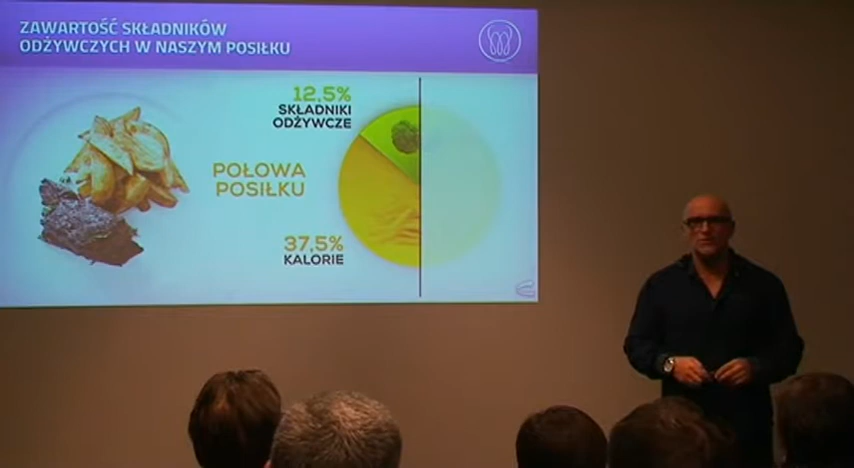 ZAWARTOŚĆ SKŁADNIKÓW
ODŻYWCZYCH W NASZYM POSIŁKU
12,5%
SKŁADNIKI
ODŻYWCZE
POŁOWA
POSIŁKU
37,5%
KALORIE